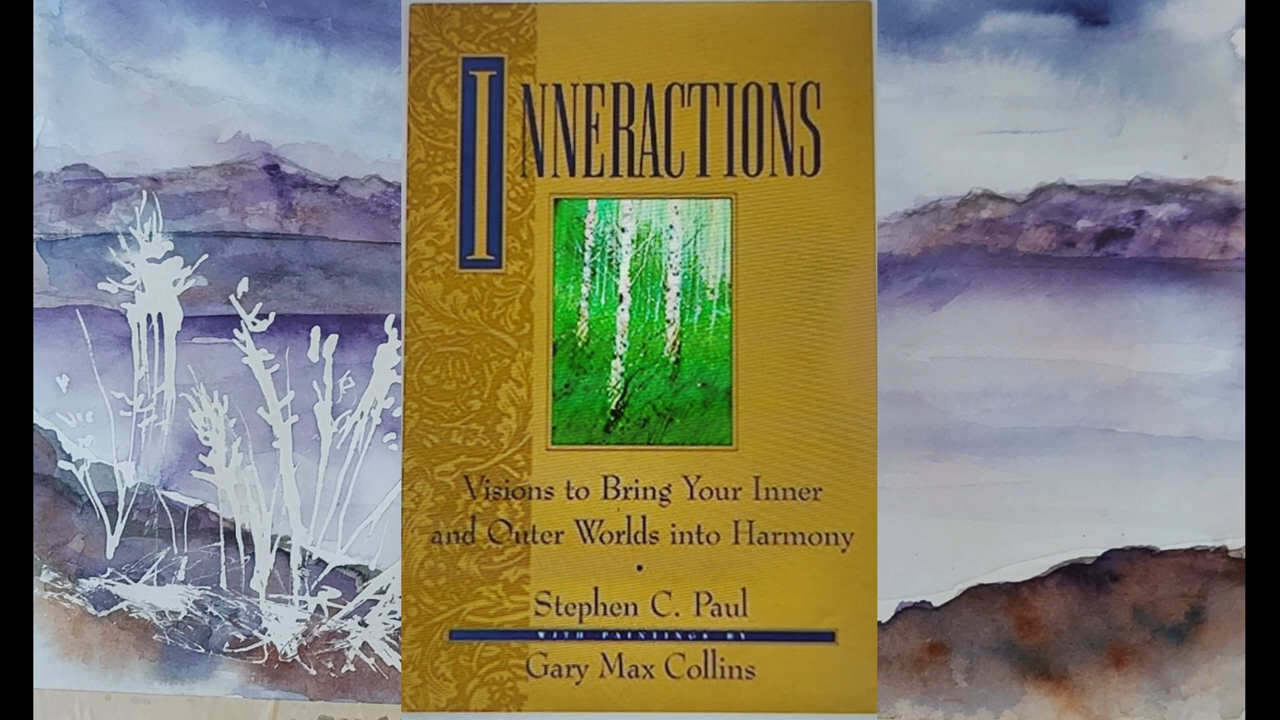 INNERACTIONS
Visions to Bring Your Inner
and Outer Worlds into Harmony
•
Stephen C. Paul
WITH PAINTINGS BY
Gary Max Collins